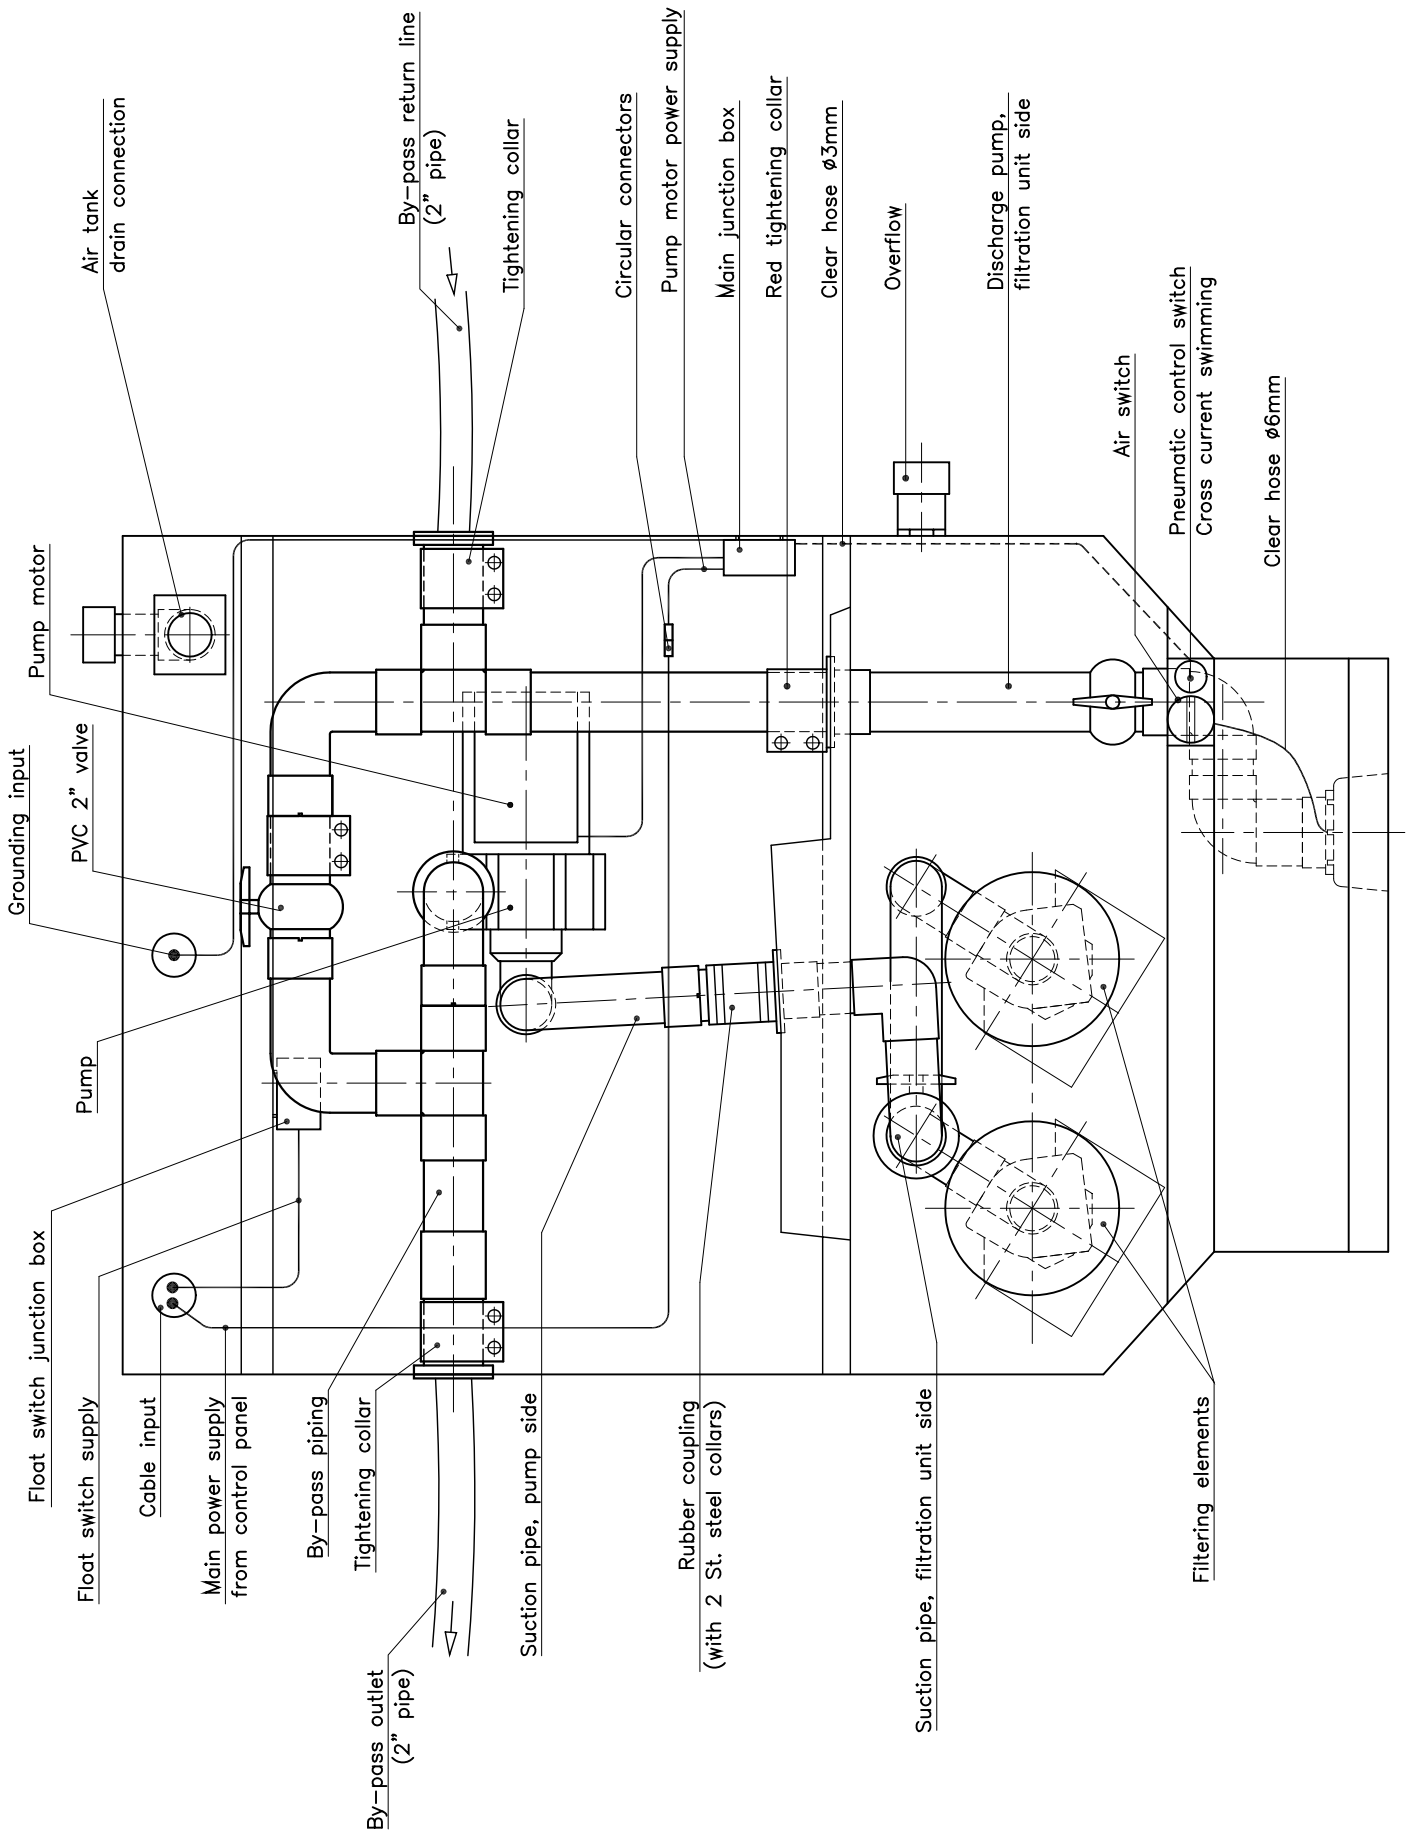 Air tank
drain connection
By-pass return line
(2” pipe)
Tightening collar
Circular connectors
Pump motor power supply
Main junction box
Red tightening collar
Clear hose ø3mm
Overflow
Discharge pump,
filtration unit side
Air switch
Pneumatic control switch
Cross current swimming
Clear hose ø6mm
Pump motor
PVC 2” valve
Grounding input
Pump
Float switch junction box
Float switch supply
Cable input
Main power supply
from control panel
By-pass piping
Tightening collar
By-pass outlet
(2” pipe)
Suction pipe, pump side
Rubber coupling
(with 2 St. steel collars)
Suction pipe, filtration unit side
Filtering elements